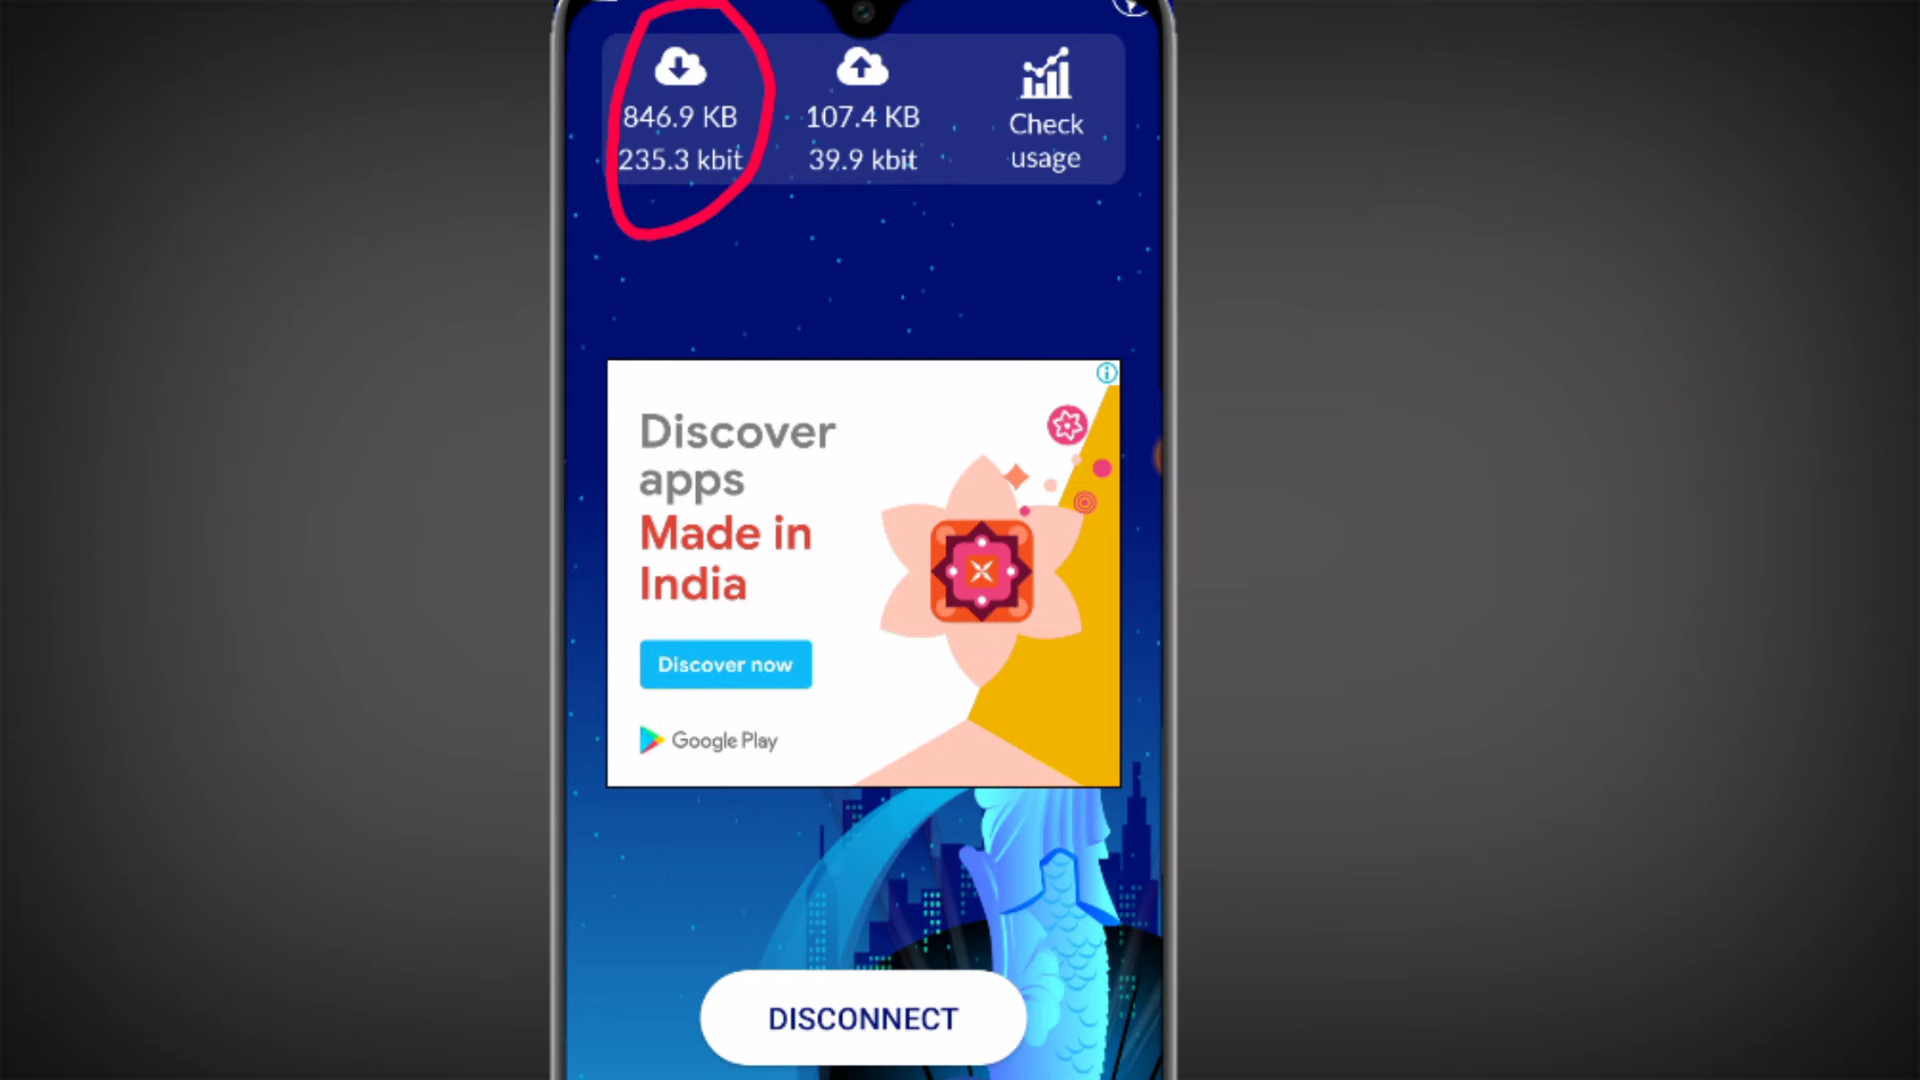 846.9 KB
235.3 kbit
107.4 KB
39.9 kbit
Check
usage
Discover
apps
Made in
India
Discover now
Google Play
DISCONNECT